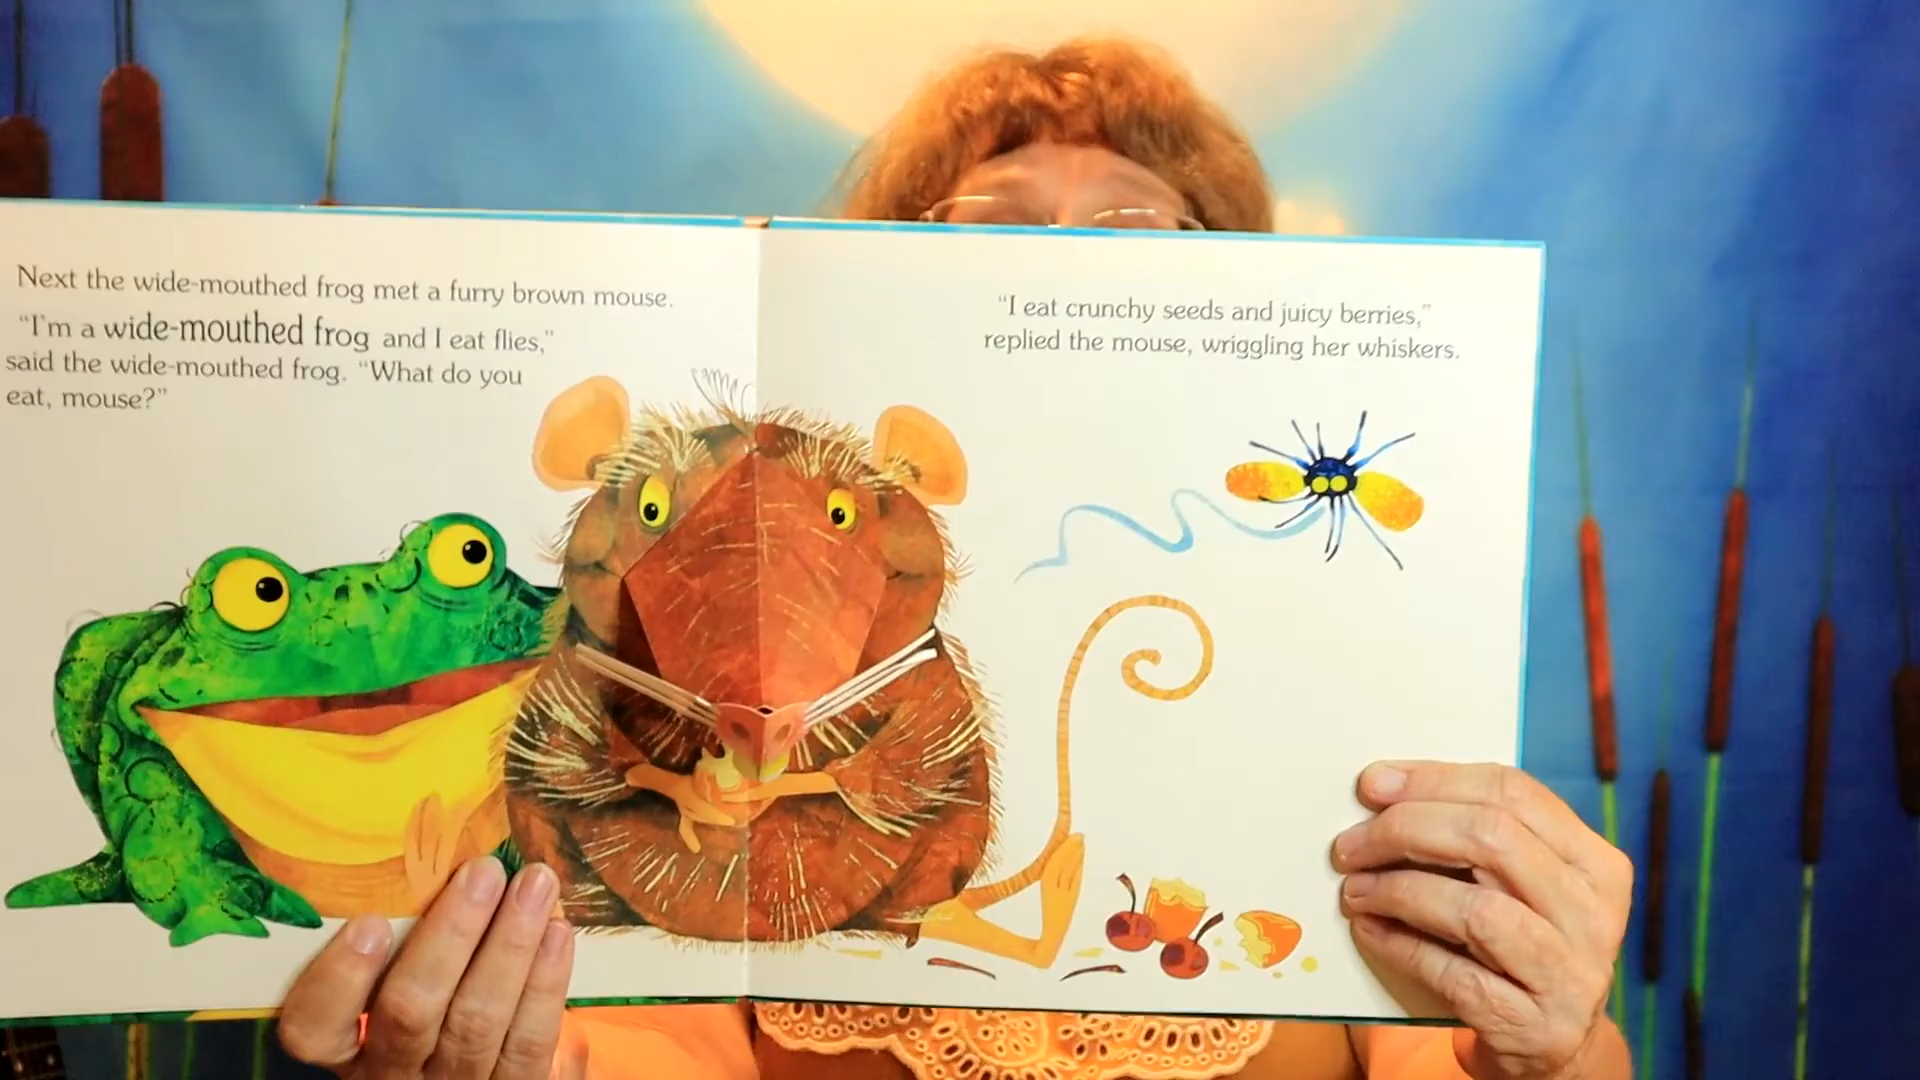 Next the wide-mouthed frog met a furry brown mouse.
“I'm a wide-mouthed frog and I eat flies,”
said the wide-mouthed frog. “What do you
eat, mouse?”
“I eat crunchy seeds and juicy berries,”
replied the mouse, wriggling her whiskers.